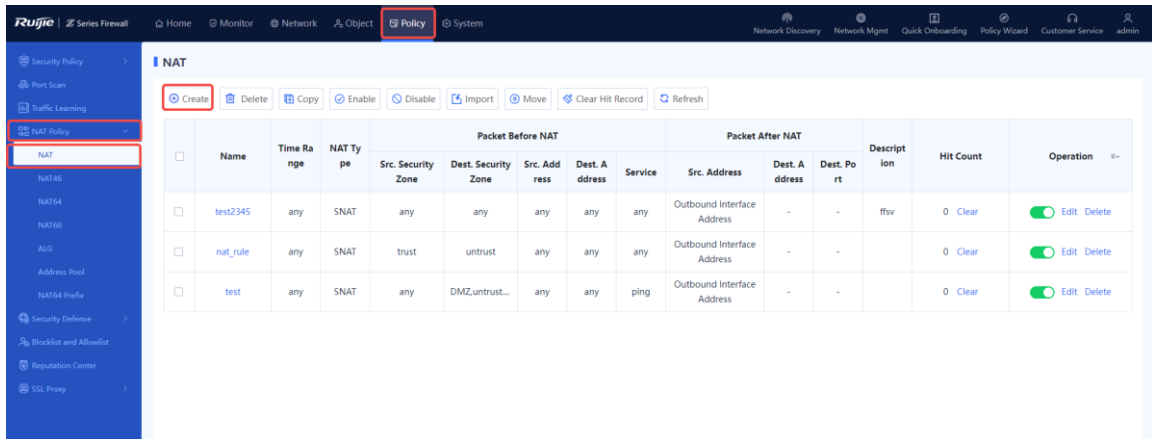 Ruijie | Z Series Firewall Home Monitor Network Object Policy System Network Discovery Network Mgmt Quick Onboarding Policy Wizard Customer Service admin
Security Policy
Port Scan
Traffic Learning
NAT Policy
NAT
NAT46
NAT64
NAT66
ALG
Address Pool
NAT64 Prefix
Security Defense
Blocklist and Allowlist
Reputation Center
SSL Proxy
NAT
Create Delete Copy Enable Disable Import Move Clear Hit Record Refresh
Packet Before NAT Packet After NAT
Name Time Ra NAT Ty Descript Hit Count Operation
nge pe ion
Src. Security Dest. Security Src. Add Dest. A Service Src. Address Dest. A Dest. Po
Zone Zone ress ddress ddress rt
test2345 any SNAT any any any any any Outbound Interface - - ffsv 0 Clear Edit Delete
Address
nat_rule any SNAT trust untrust any any any Outbound Interface - - 0 Clear Edit Delete
Address
test any SNAT any DMZ,untrust... any any ping Outbound Interface - - 0 Clear Edit Delete
Address